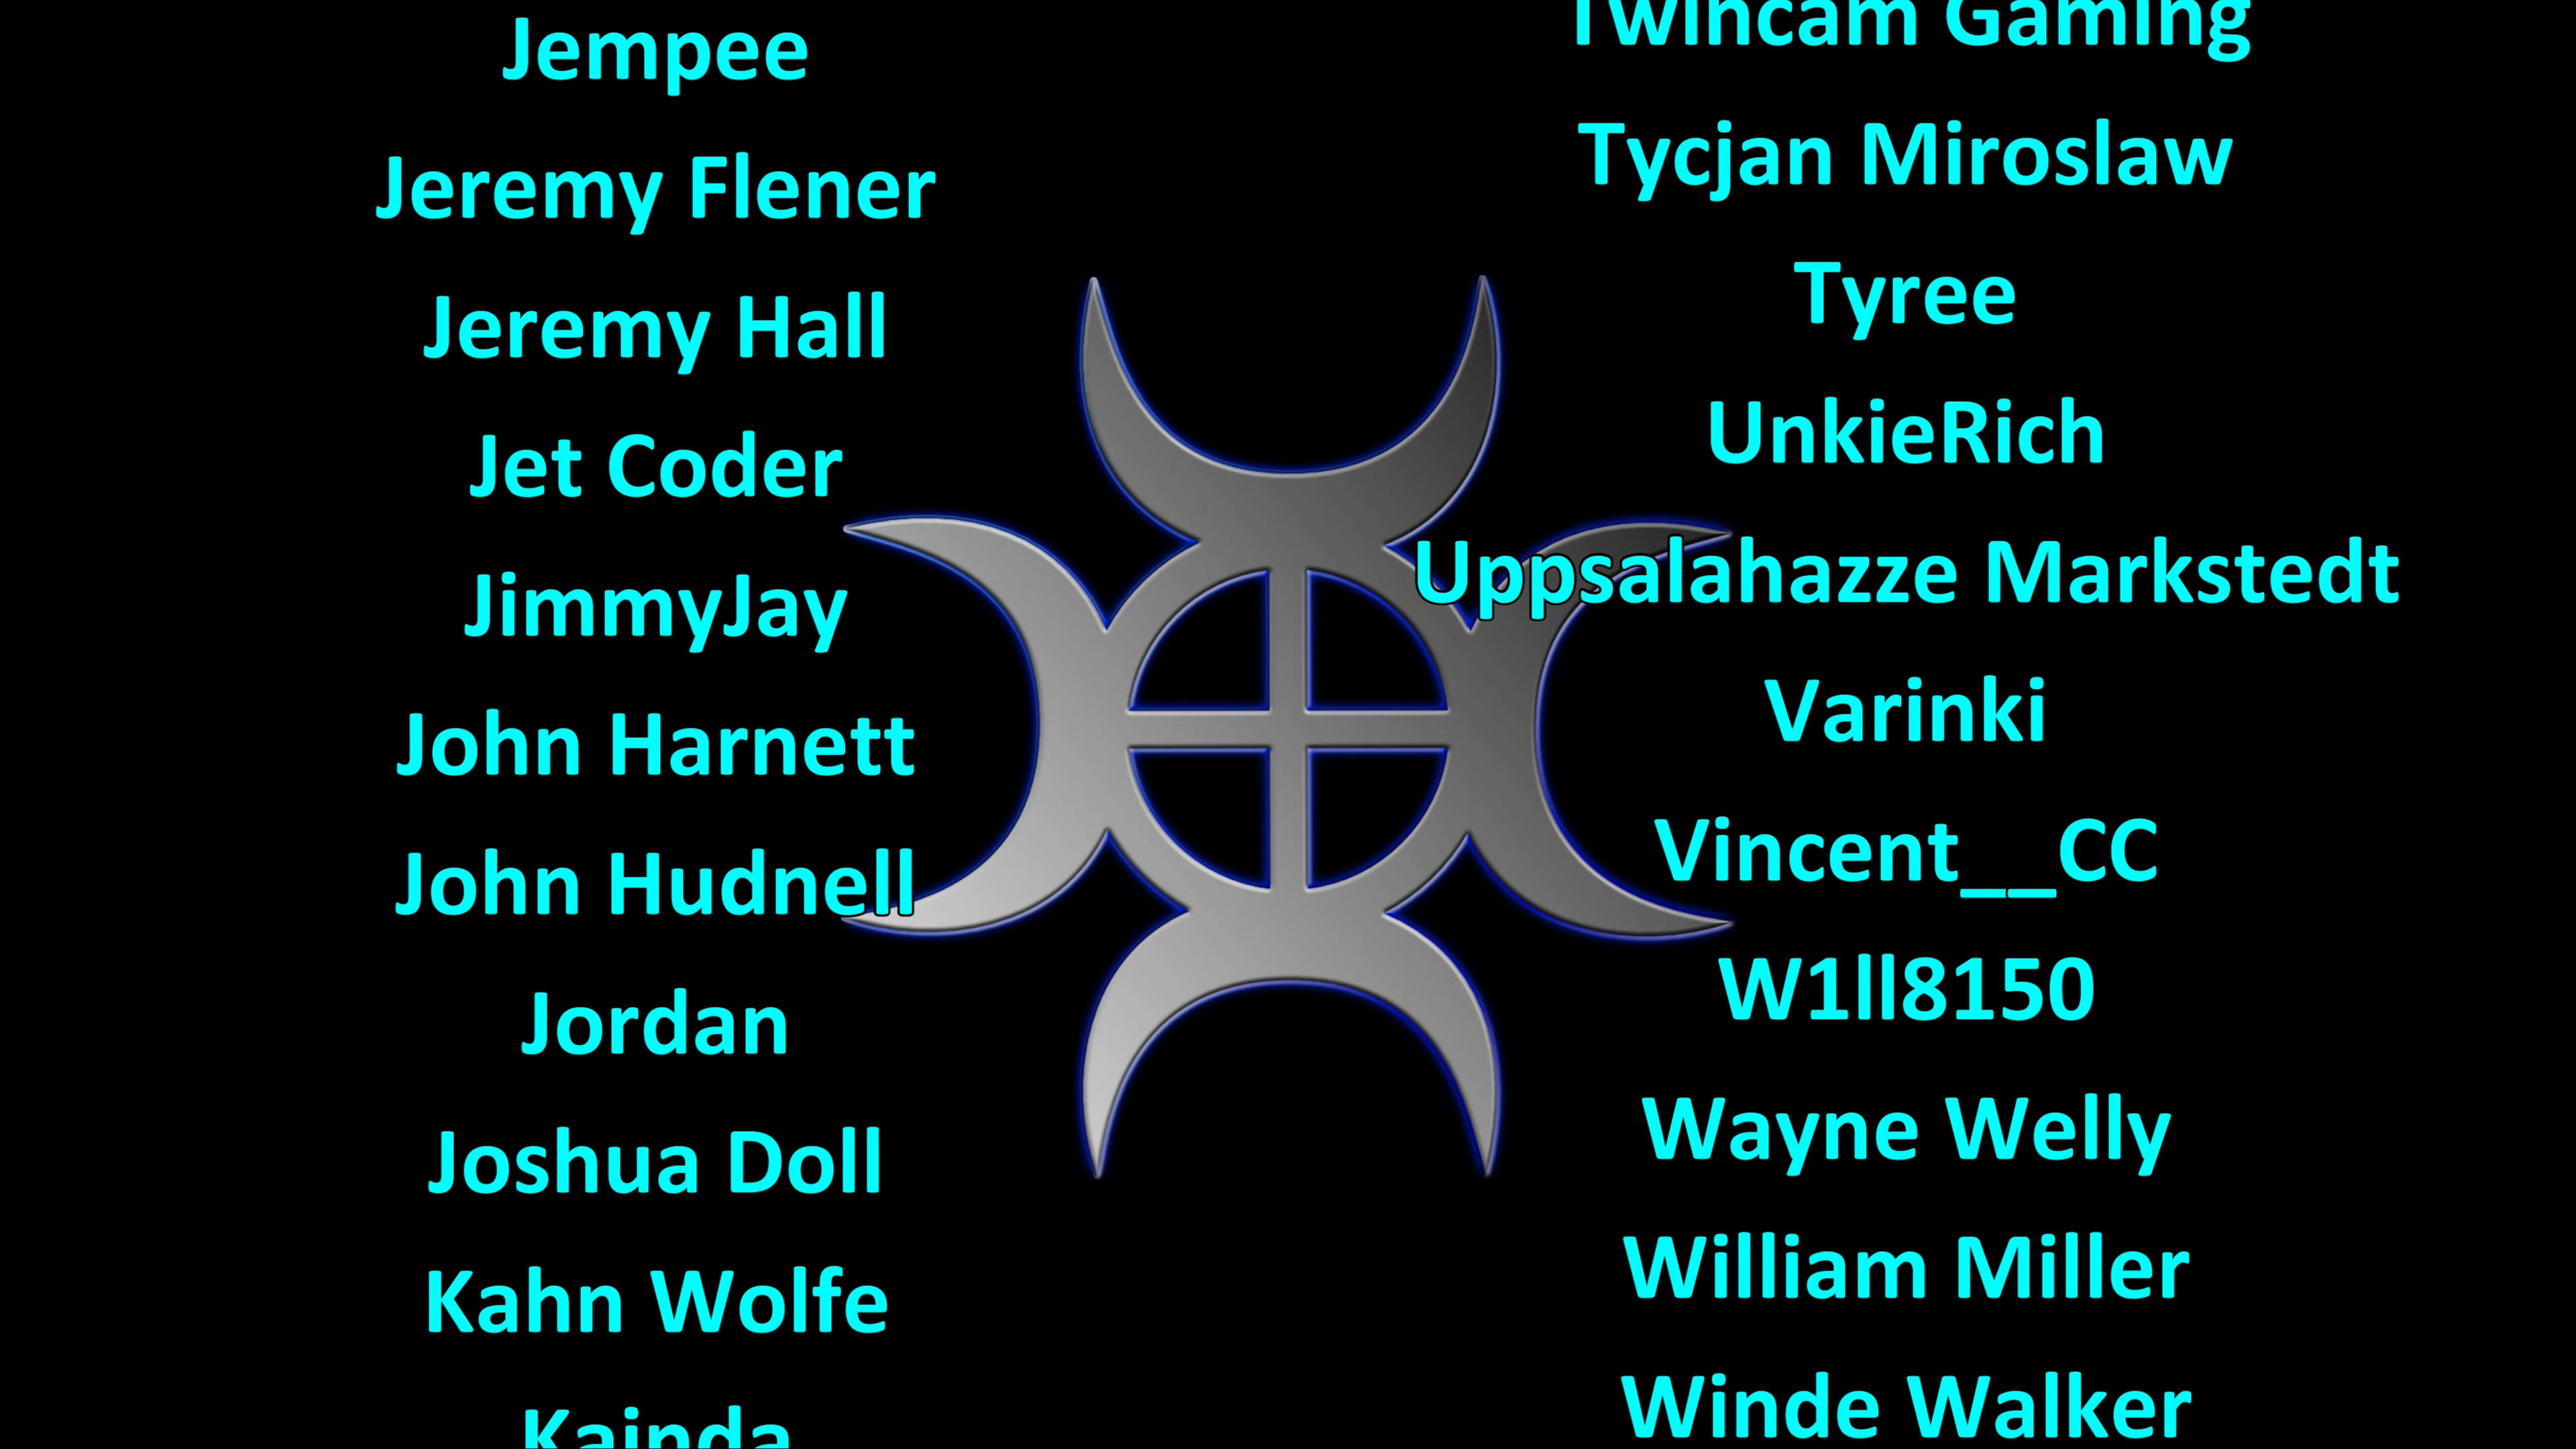 Jempee
Jeremy Flener
Jeremy Hall
Jet Coder
JimmyJay
John Harnett
John Hudnell
Jordan
Joshua Doll
Kahn Wolfe
Kainda
Twincam Gaming
Tycjan Miroslaw
Tyree
UnkieRich
Uppsalahazze Markstedt
Varinki
Vincent__CC
W1ll8150
Wayne Welly
William Miller
Winde Walker